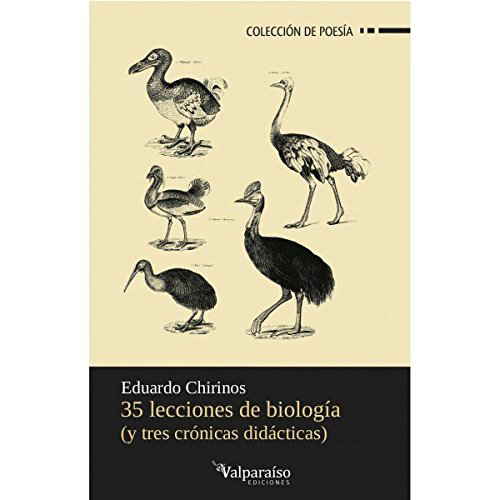 COLECCIÓN DE POESÍA
Eduardo Chirinos
35 lecciones de biología
(y tres crónicas didácticas)
Valparaíso
EDICIONES